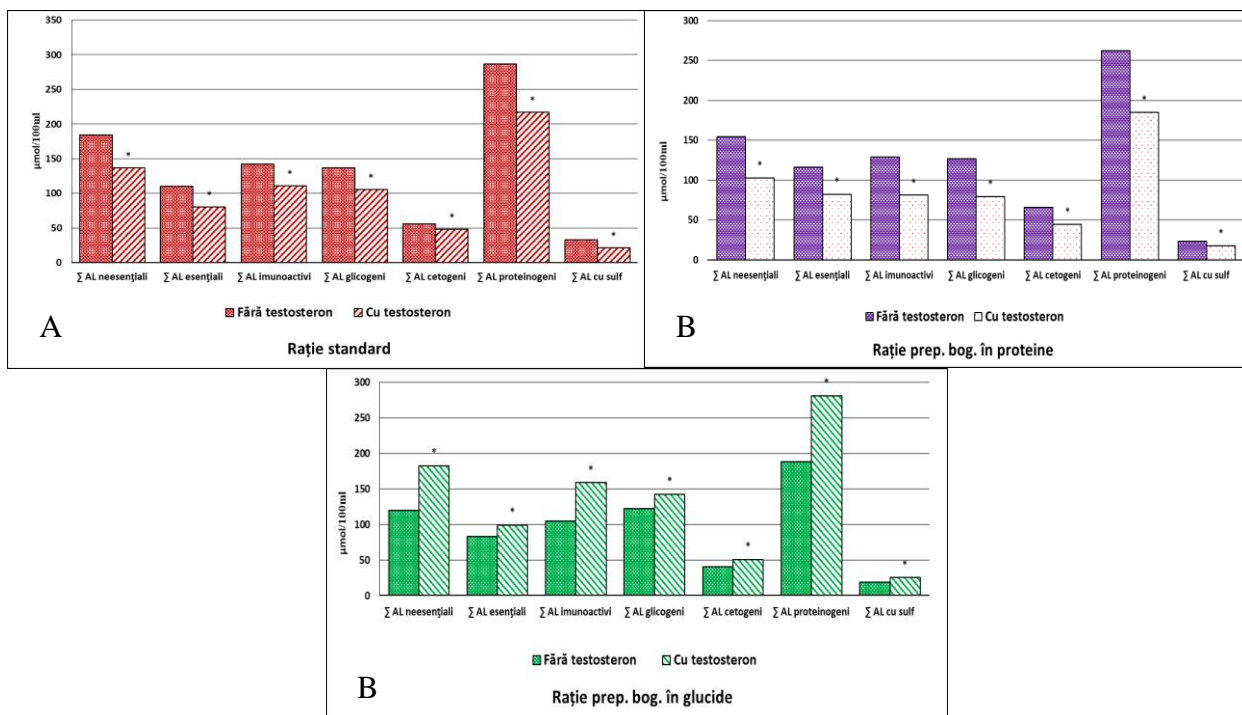 350
300
250
200
150
100
50
0
µmol/100ml
* * * * * * *
∑ AL neesențiali ∑ AL esențiali ∑ AL imunoactivi ∑ AL glicogeni ∑ AL cetogeni ∑ AL proteinogeni ∑ AL cu sulf
Fără testosteron Cu testosteron
A
Rație standard
300
250
200
150
100
50
0
µmol/100ml
* * * * * * *
∑ AL neesențiali ∑ AL esențiali ∑ AL imunoactivi ∑ AL glicogeni ∑ AL cetogeni ∑ AL proteinogeni ∑ AL cu sulf
Fără testosteron Cu testosteron
B
Rație prep. bog. în proteine
300
250
200
150
100
50
0
µmol/100ml
* * * * * * *
∑ AL neesențiali ∑ AL esențiali ∑ AL imunoactivi ∑ AL glicogeni ∑ AL cetogeni ∑ AL proteinogeni ∑ AL cu sulf
Fără testosteron Cu testosteron
B
Rație prep. bog. în glucide